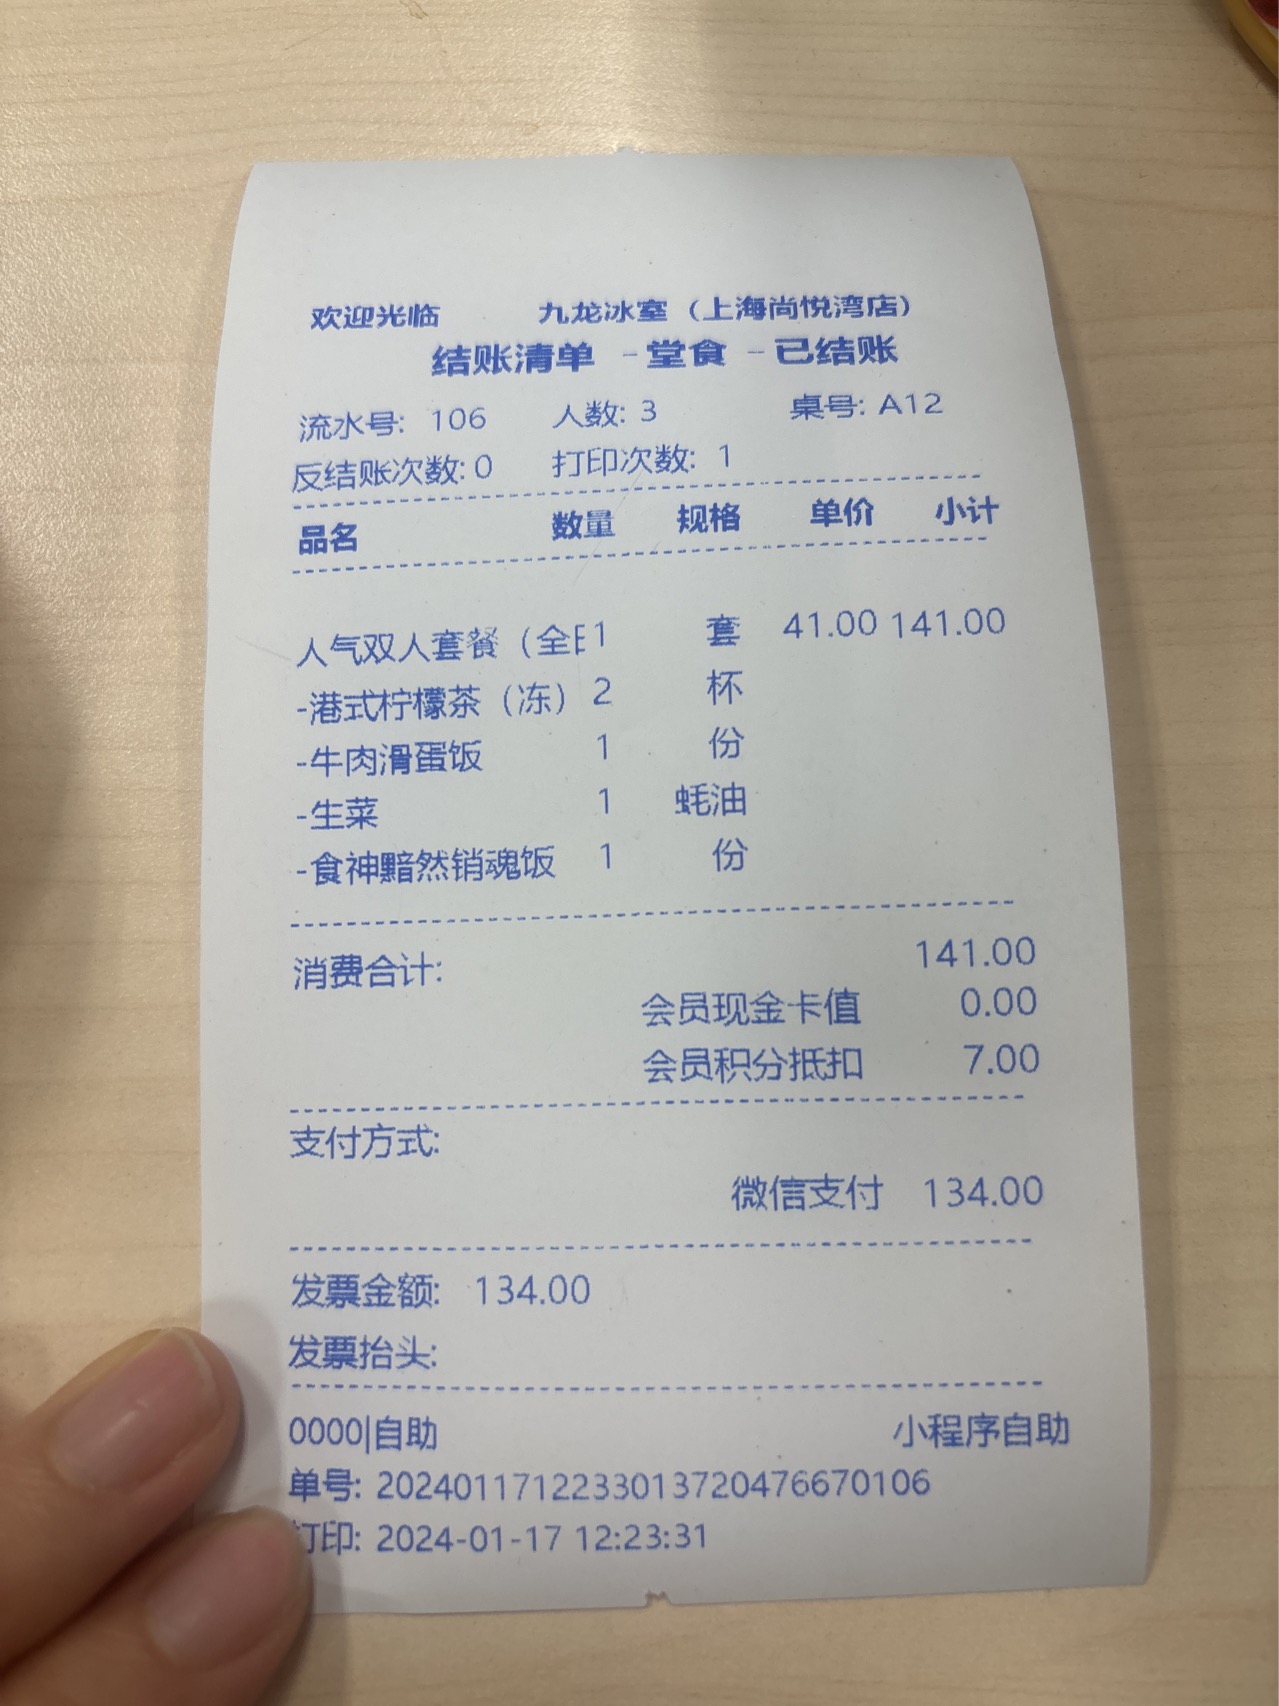 欢迎光临 九龙冰室（上海尚悦湾店）
结账清单 -堂食 -已结账
流水号: 106 人数: 3 桌号: A12
反结账次数: 0 打印次数: 1
品名 数量 规格 单价 小计
人气双人套餐（全日 1 套 41.00 141.00
-港式柠檬茶（冻） 2 杯
-牛肉滑蛋饭 1 份
-生菜 1 蚝油
-食神黯然销魂饭 1 份
消费合计: 141.00
会员现金卡值 0.00
会员积分抵扣 7.00
支付方式:
微信支付 134.00
发票金额: 134.00
发票抬头:
0000|自助 小程序自助
单号: 20240117122330137204766​70106
打印: 2024-01-17 12:23:31